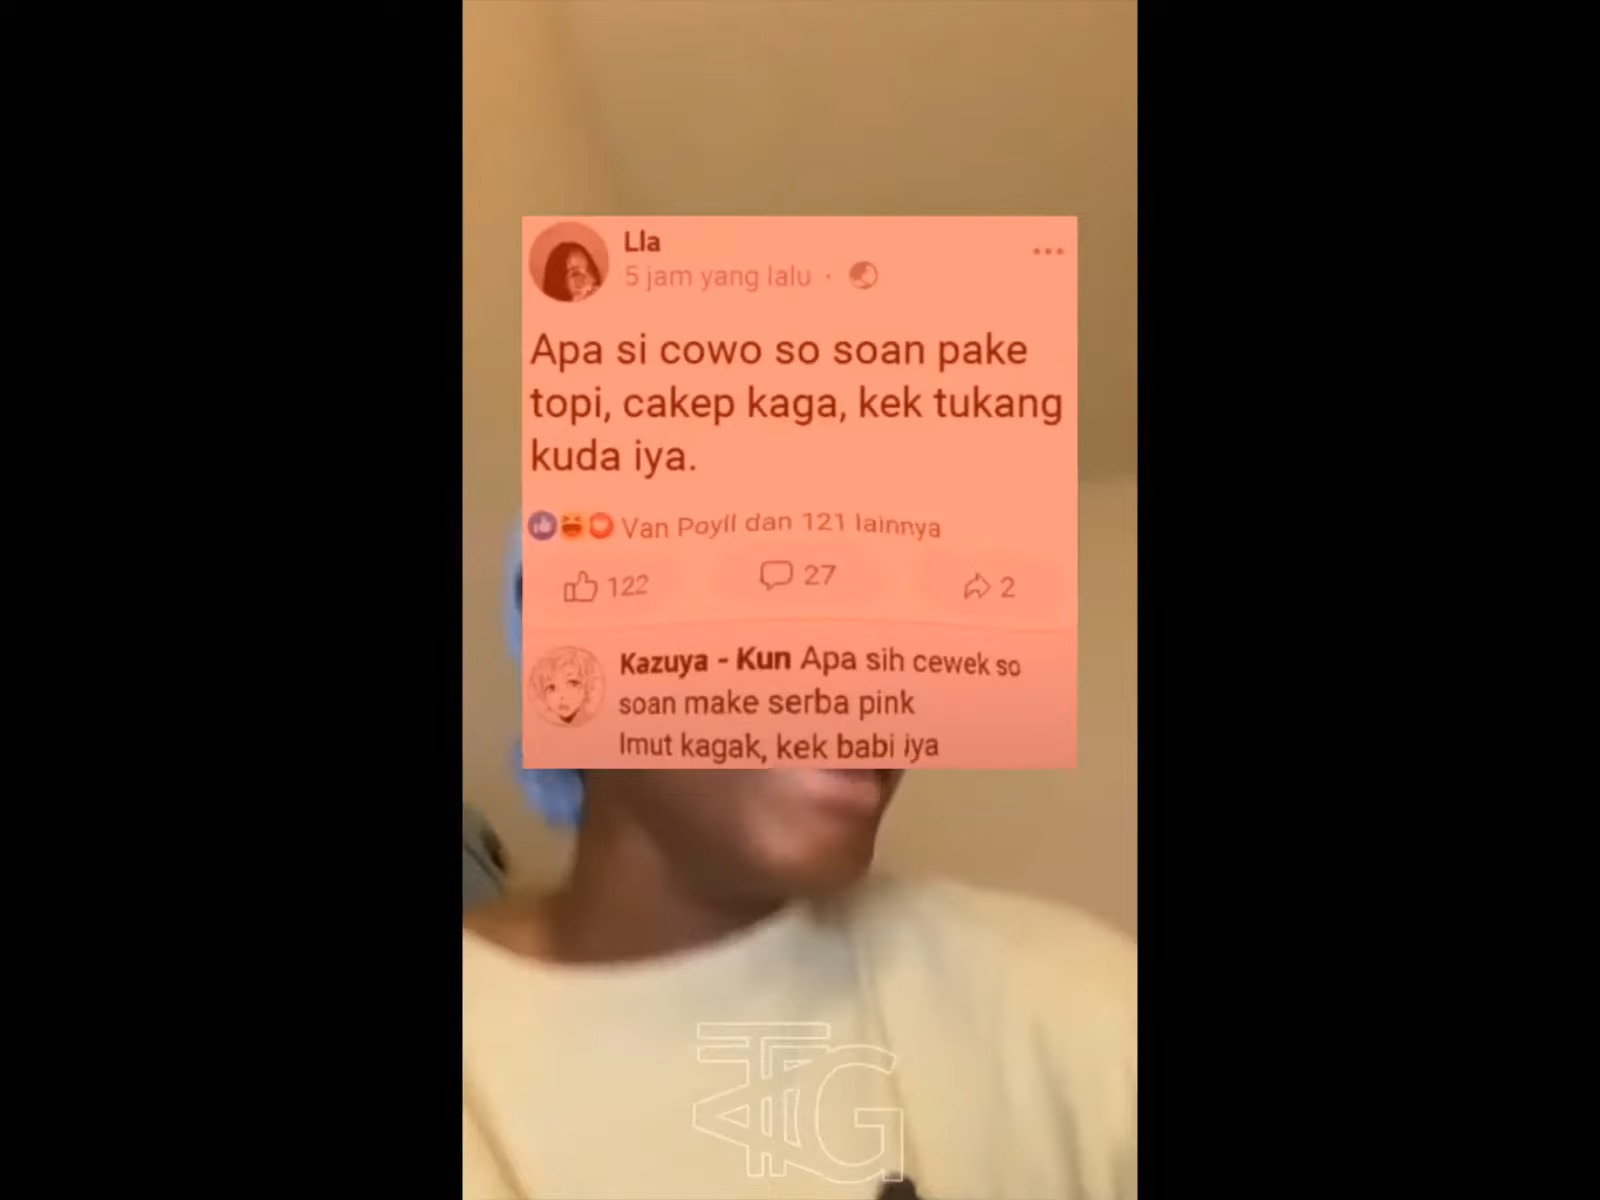 Lla
5 jam yang lalu ·
Apa si cowo so soan pake
topi, cakep kaga, kek tukang
kuda iya.
Van Poyll dan 121 lainnya
122 27 2
Kazuya - Kun Apa sih cewek so
soan make serba pink
Imut kagak, kek babi iya